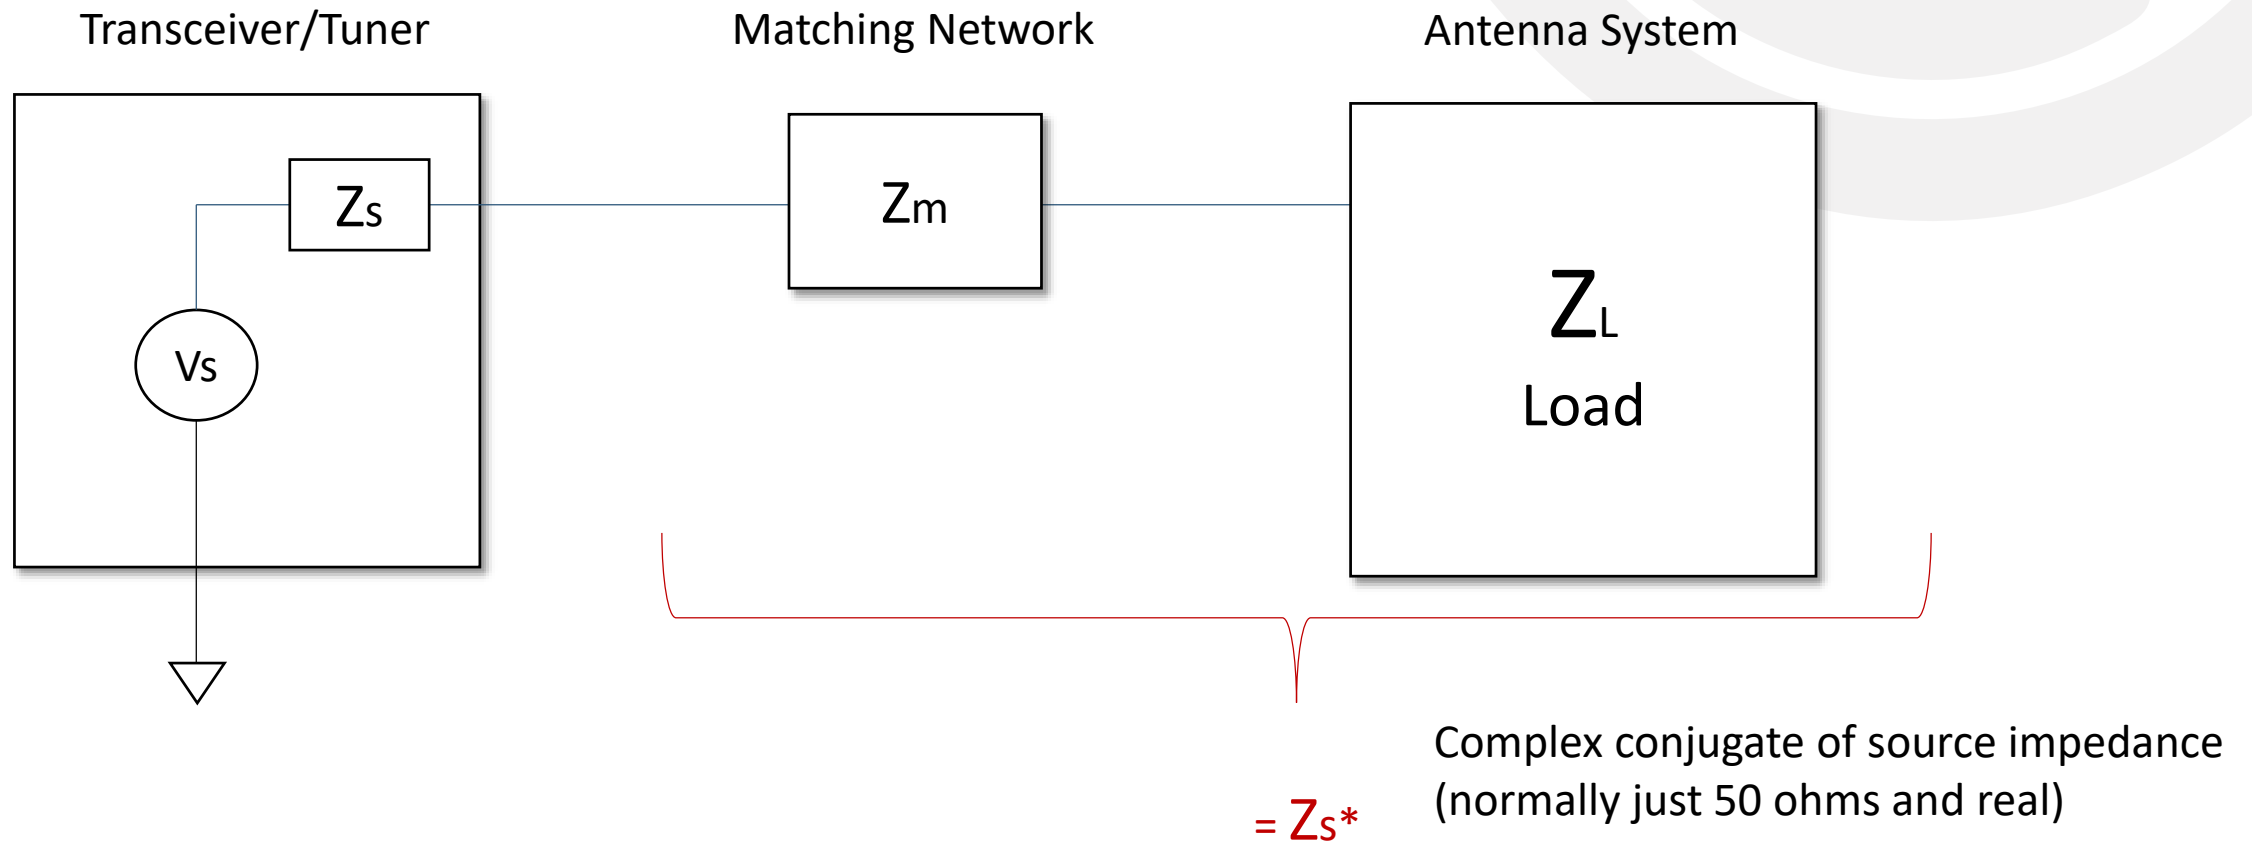 Transceiver/Tuner
Matching Network
Antenna System
Zs
Zm
Vs
ZL
Load
Complex conjugate of source impedance
(normally just 50 ohms and real)
= Zs*